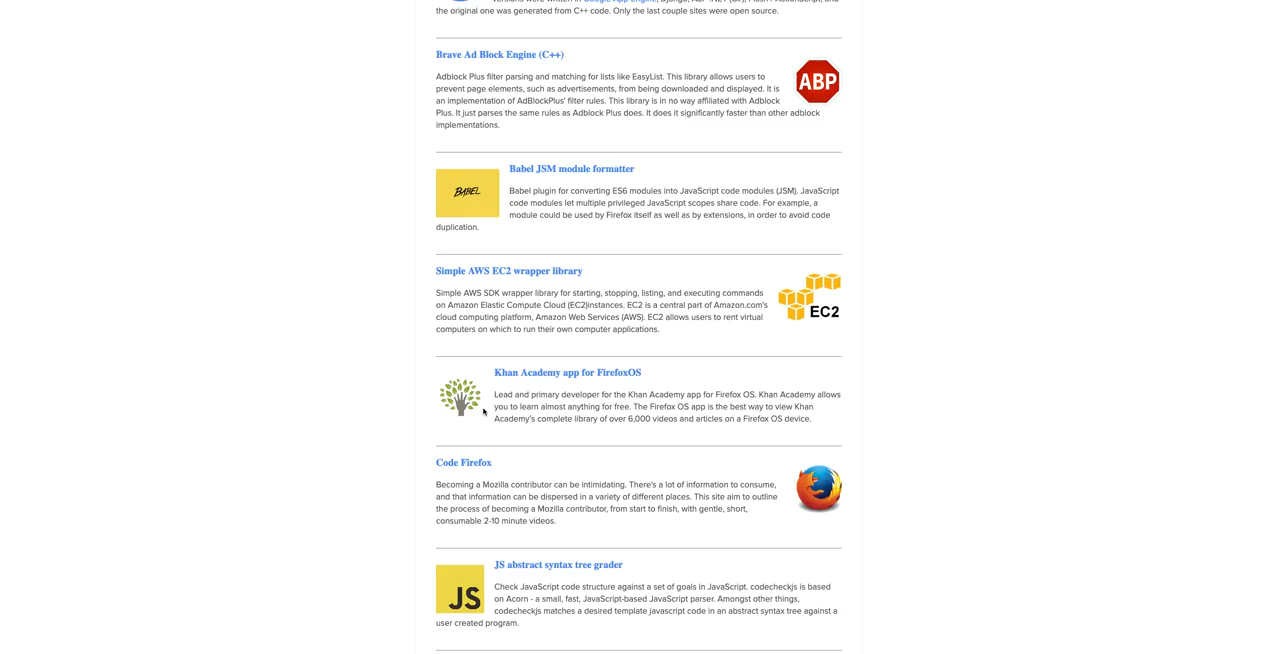 versions were written in Google App Engine, Django, ASP .NET (C#), Flash / ActionScript, and
the original one was generated from C++ code. Only the last couple sites were open source.
Brave Ad Block Engine (C++)
Adblock Plus filter parsing and matching for lists like EasyList. This library allows users to
prevent page elements, such as advertisements, from being downloaded and displayed. It is
an implementation of AdBlockPlus' filter rules. This library is in no way affiliated with Adblock
Plus. It just parses the same rules as Adblock Plus does. It does it significantly faster than other adblock
implementations.
ABP
BABEL
Babel JSM module formatter
Babel plugin for converting ES6 modules into JavaScript code modules (JSM). JavaScript
code modules let multiple privileged JavaScript scopes share code. For example, a
module could be used by Firefox itself as well as by extensions, in order to avoid code
duplication.
Simple AWS EC2 wrapper library
Simple AWS SDK wrapper library for starting, stopping, listing, and executing commands
on Amazon Elastic Compute Cloud (EC2)instances. EC2 is a central part of Amazon.com's
cloud computing platform, Amazon Web Services (AWS). EC2 allows users to rent virtual
computers on which to run their own computer applications.
EC2
Khan Academy app for FirefoxOS
Lead and primary developer for the Khan Academy app for Firefox OS. Khan Academy allows
you to learn almost anything for free. The Firefox OS app is the best way to view Khan
Academy's complete library of over 6,000 videos and articles on a Firefox OS device.
Code Firefox
Becoming a Mozilla contributor can be intimidating. There's a lot of information to consume,
and that information can be dispersed in a variety of different places. This site aim to outline
the process of becoming a Mozilla contributor, from start to finish, with gentle, short,
consumable 2-10 minute videos.
JS
JS abstract syntax tree grader
Check JavaScript code structure against a set of goals in JavaScript. codecheckjs is based
on Acorn - a small, fast, JavaScript-based JavaScript parser. Amongst other things,
codecheckjs matches a desired template javascript code in an abstract syntax tree against a
user created program.